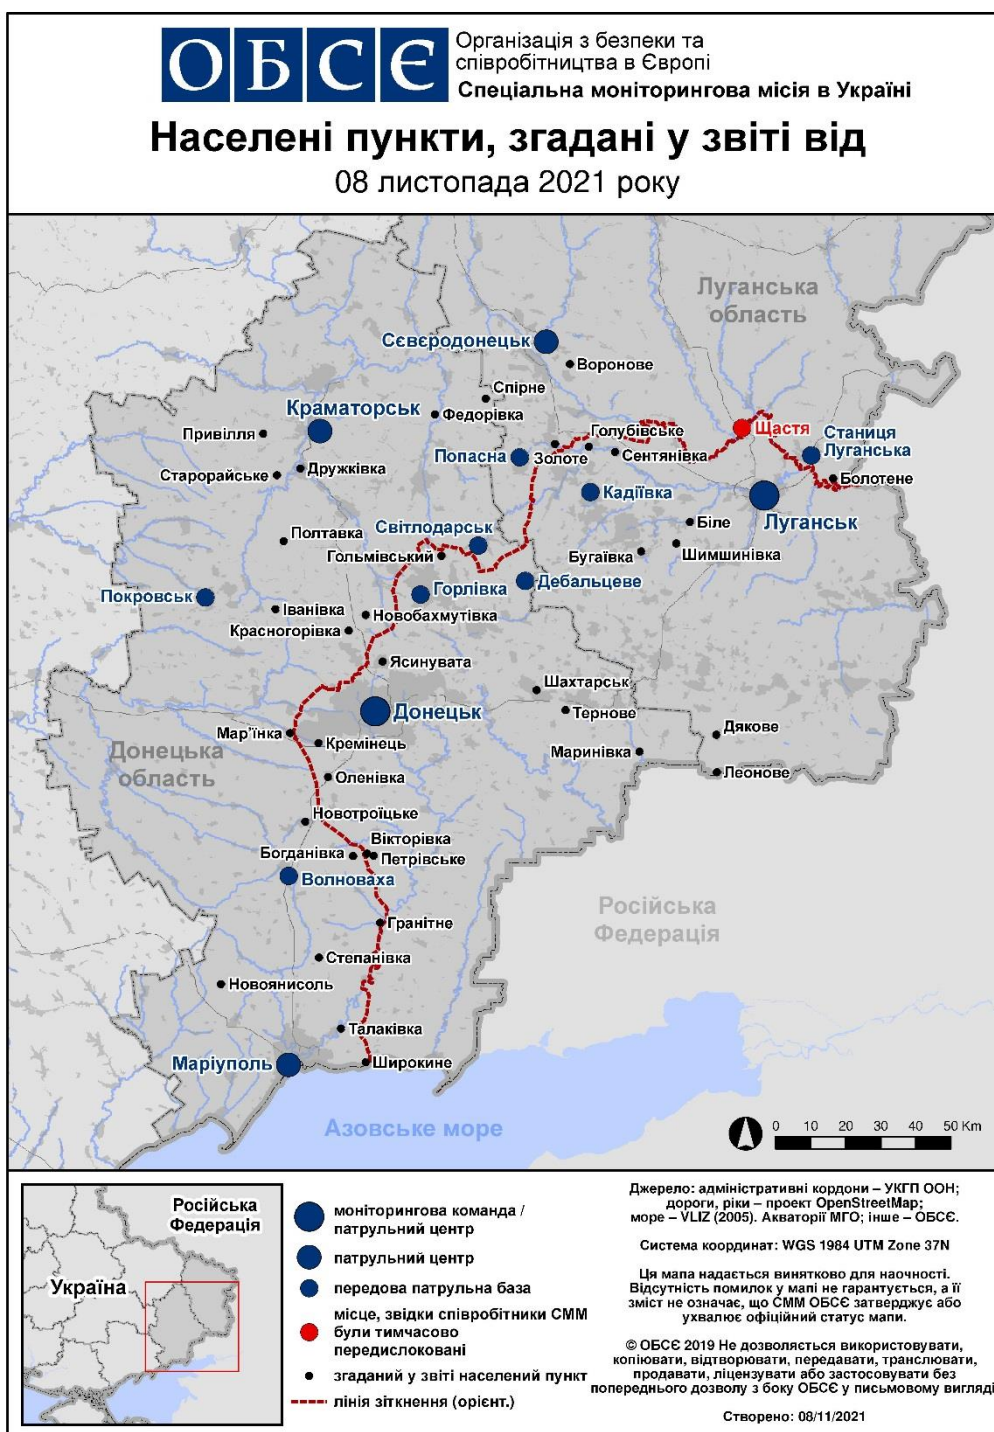 ОБСЄ
Організація з безпеки та
співробітництва в Європі
Спеціальна моніторингова місія в Україні
Населені пункти, згадані у звіті від
08 листопада 2021 року
Луганська
область
Сєвєродонецьк
Воронове
Спірне
Краматорськ
Федорівка
Привілля
Голубівське
Щастя
Станиця
Луганська
Попасна
Золоте
Сентянівка
Старорайське
Дружківка
Болотене
Кадіївка
Луганськ
Світлодарськ
Полтавка
Біле
Гольмівський
Бугаївка
Шимшинівка
Покровськ
Горлівка
Дебальцеве
Іванівка
Новобахмутівка
Красногорівка
Ясинувата
Шахтарськ
Донецьк
Тернове
Мар'їнка
Кремінець
Донецька
область
Дякове
Маринівка
Оленівка
Леонове
Новотроїцьке
Вікторівка
Богданівка
Петрівське
Волноваха
Гранітне
Російська
Федерація
Степанівка
Новоянисоль
Талаківка
Маріуполь
Широкине
Азовське море
0 10 20 30 40 50 Km
Російська
Федерація
Україна
моніторингова команда /
патрульний центр
патрульний центр
передова патрульна база
місце, звідки співробітники СММ
були тимчасово
передислоковані
згаданий у звіті населений пункт
лінія зіткнення (орієнт.)
Джерело: адміністративні кордони – УКГП ООН;
дороги, ріки – проект OpenStreetMap;
море – VLIZ (2005). Акваторії МГО; інше – ОБСЄ.
Система координат: WGS 1984 UTM Zone 37N
Ця мапа надається винятково для наочності.
Відсутність помилок у мапі не гарантується, а її
зміст не означає, що СММ ОБСЄ затверджує або
ухвалює офіційний статус мапи.
© ОБСЄ 2019 Не дозволяється використовувати,
копіювати, відтворювати, передавати, транслювати,
продавати, ліцензувати або застосовувати без
попереднього дозволу з боку ОБСЄ у письмовому вигляді
Створено: 08/11/2021